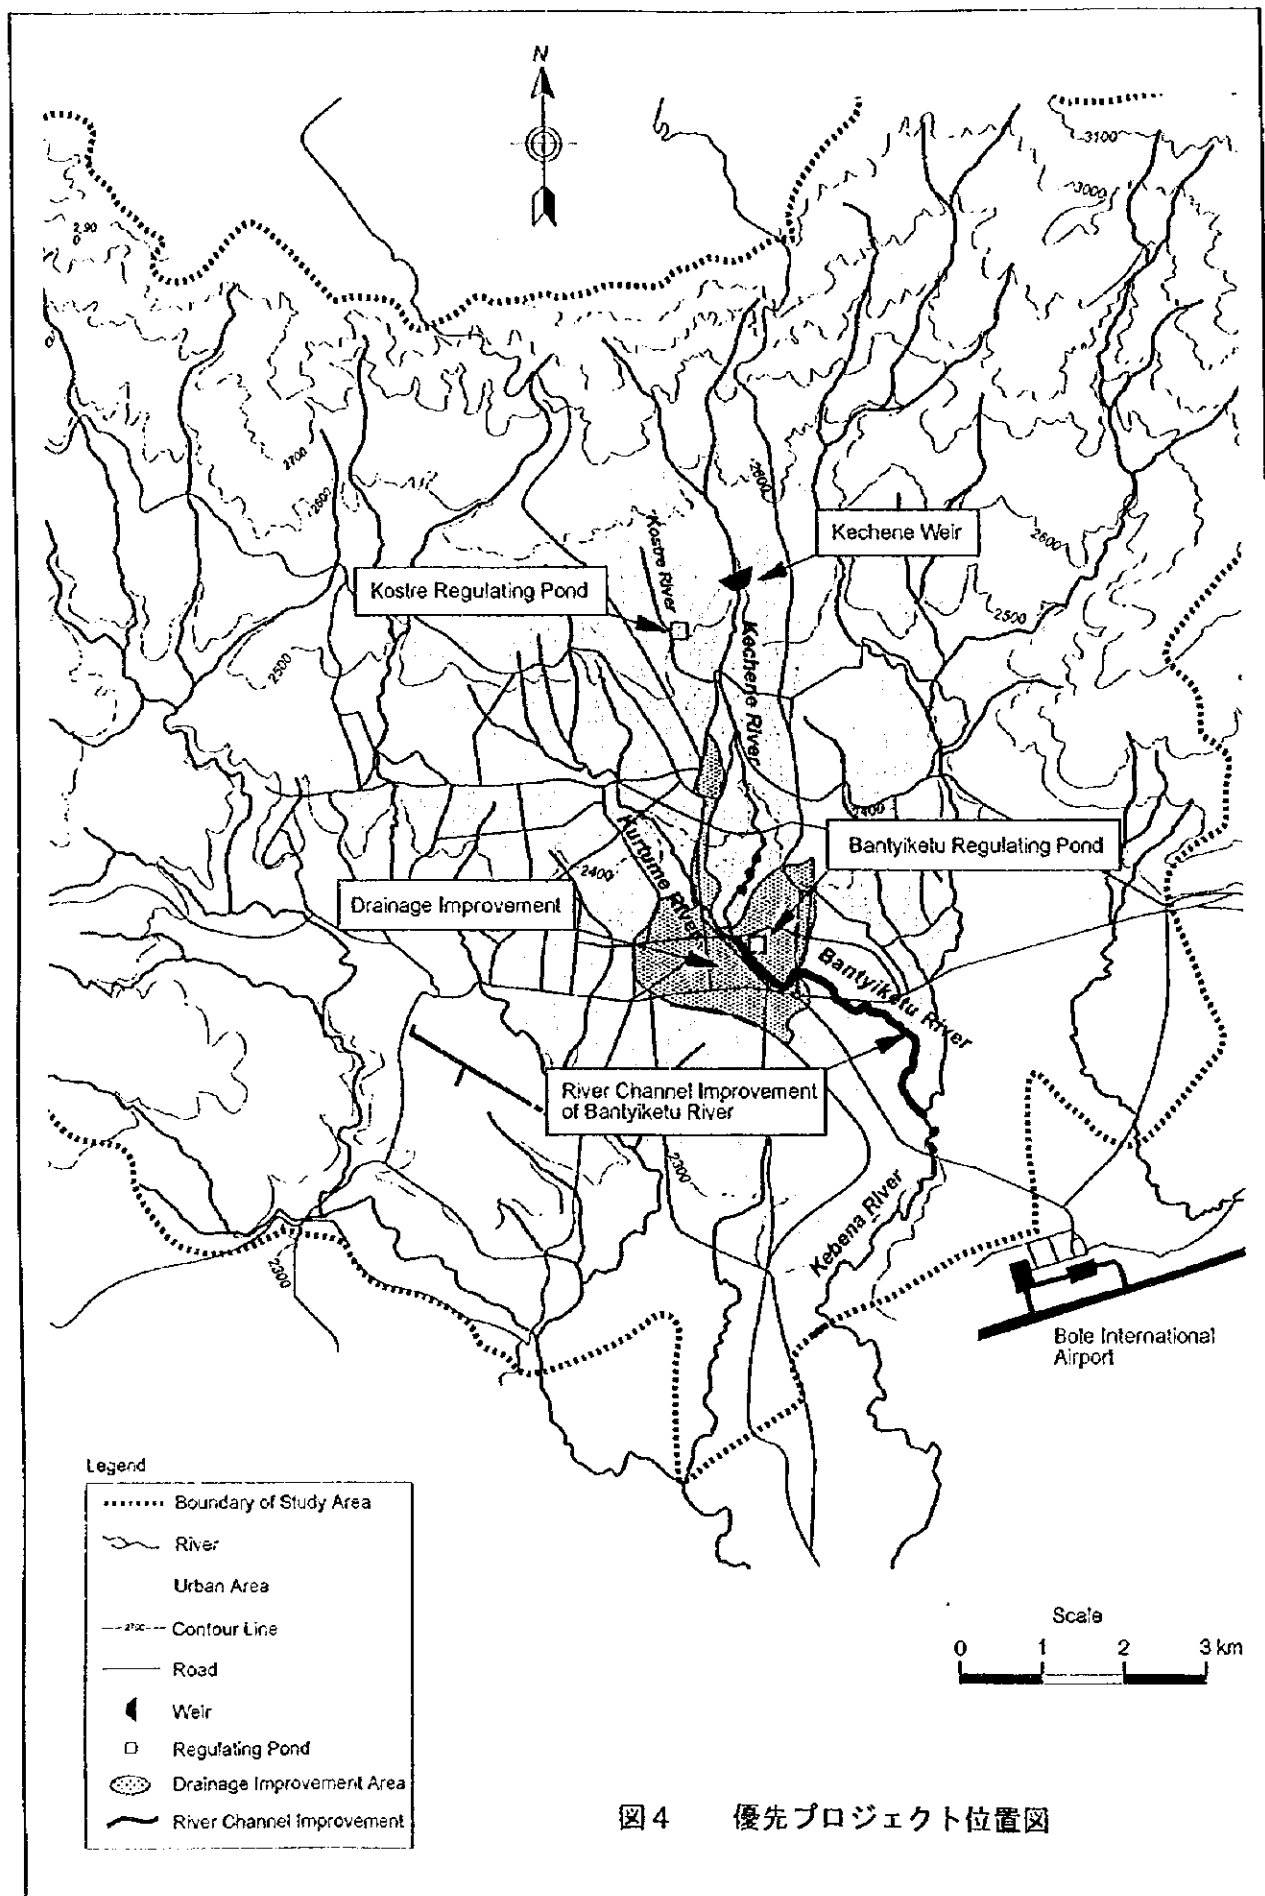 N
3100
3000
2,90
0
2700
2600
2600
Kostre River
Kechene Weir
2600
Kostre Regulating Pond
2500
Kechene River
2500
2400
Bantyiketu Regulating Pond
Kurtume River
2400
Drainage Improvement
Bantyiketu River
River Channel Improvement
of Bantyiketu River
2300
Kebena River
2300
Bole International
Airport
Legend
Boundary of Study Area
River
Urban Area
Contour Line
Road
Weir
Regulating Pond
Drainage Improvement Area
River Channel Improvement
Scale
0 1 2 3 km
図4 優先プロジェクト位置図